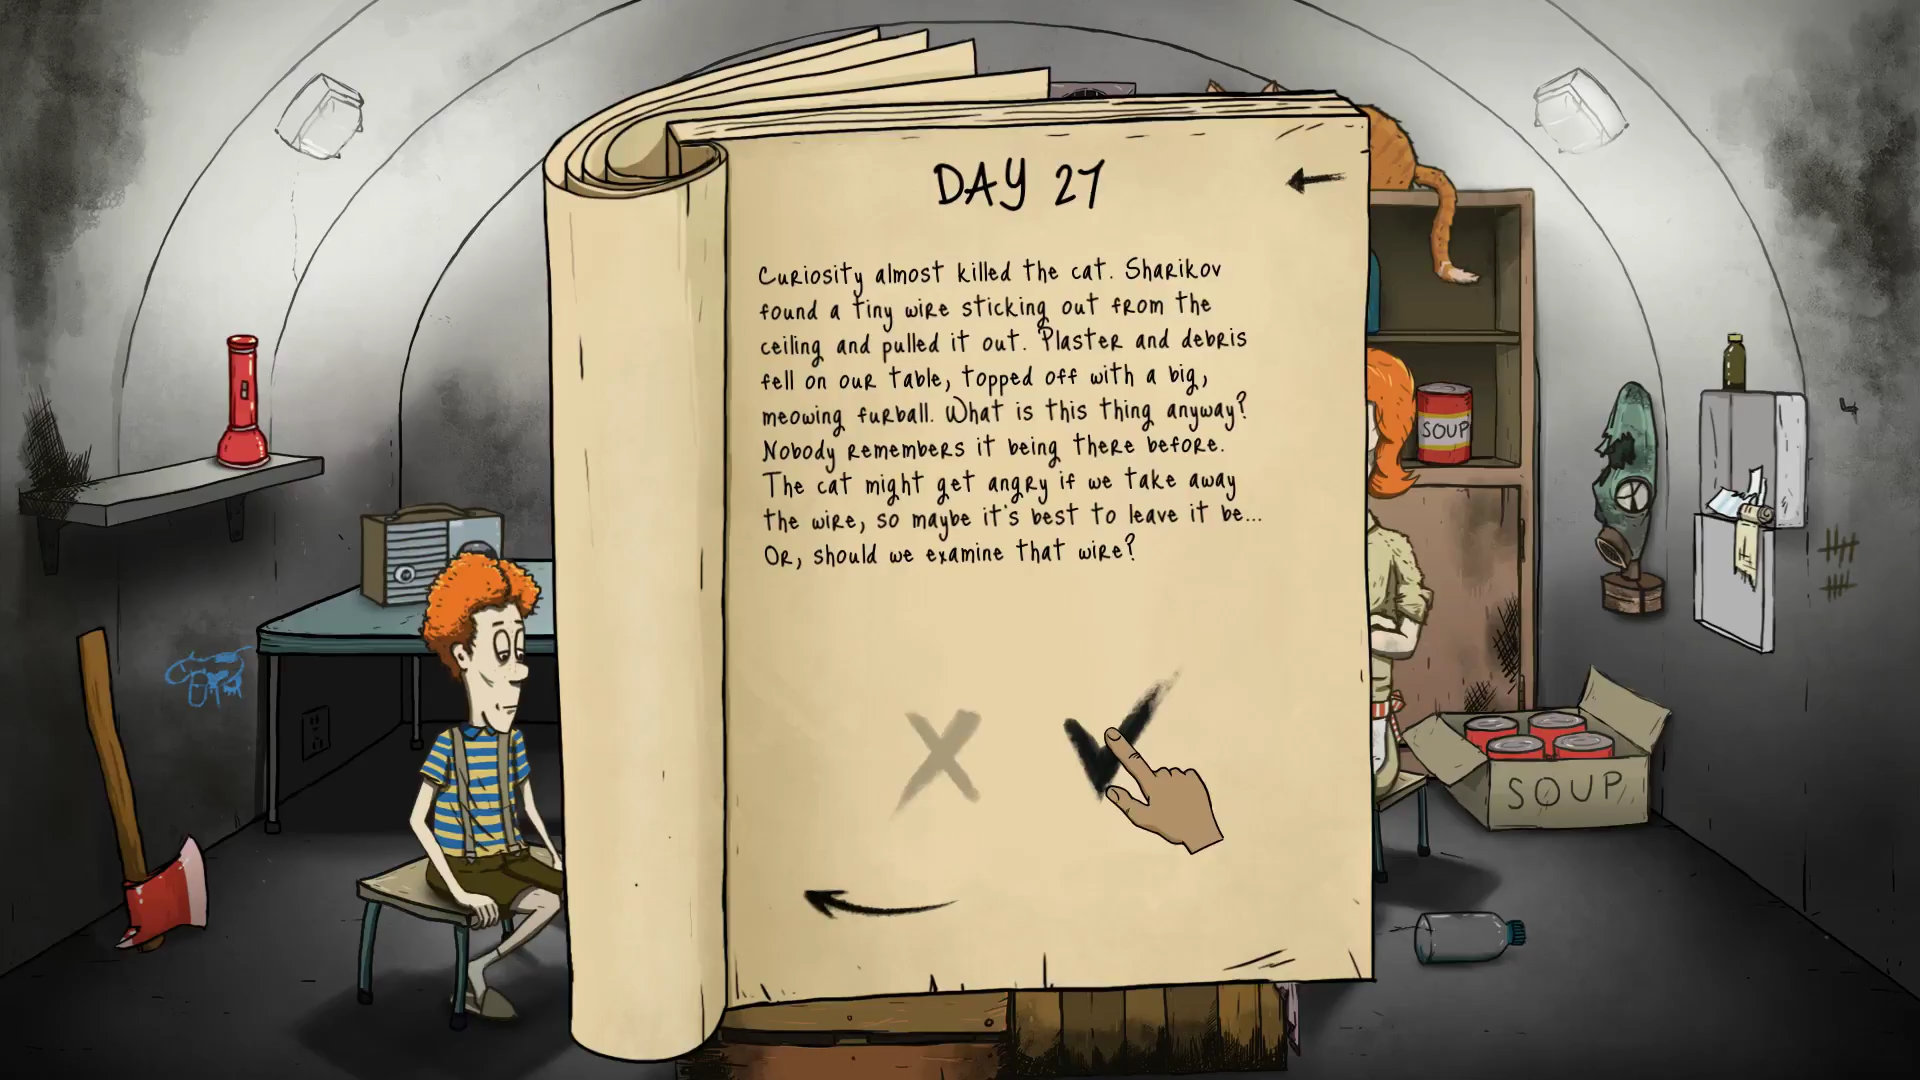 DAY 27
Curiosity almost killed the cat. Sharikov
found a tiny wire sticking out from the
ceiling and pulled it out. Plaster and debris
fell on our table, topped off with a big,
meowing furball. What is this thing anyway?
Nobody remembers it being there before.
The cat might get angry if we take away
the wire, so maybe it's best to leave it be...
Or, should we examine that wire?
SOUP
SOUP